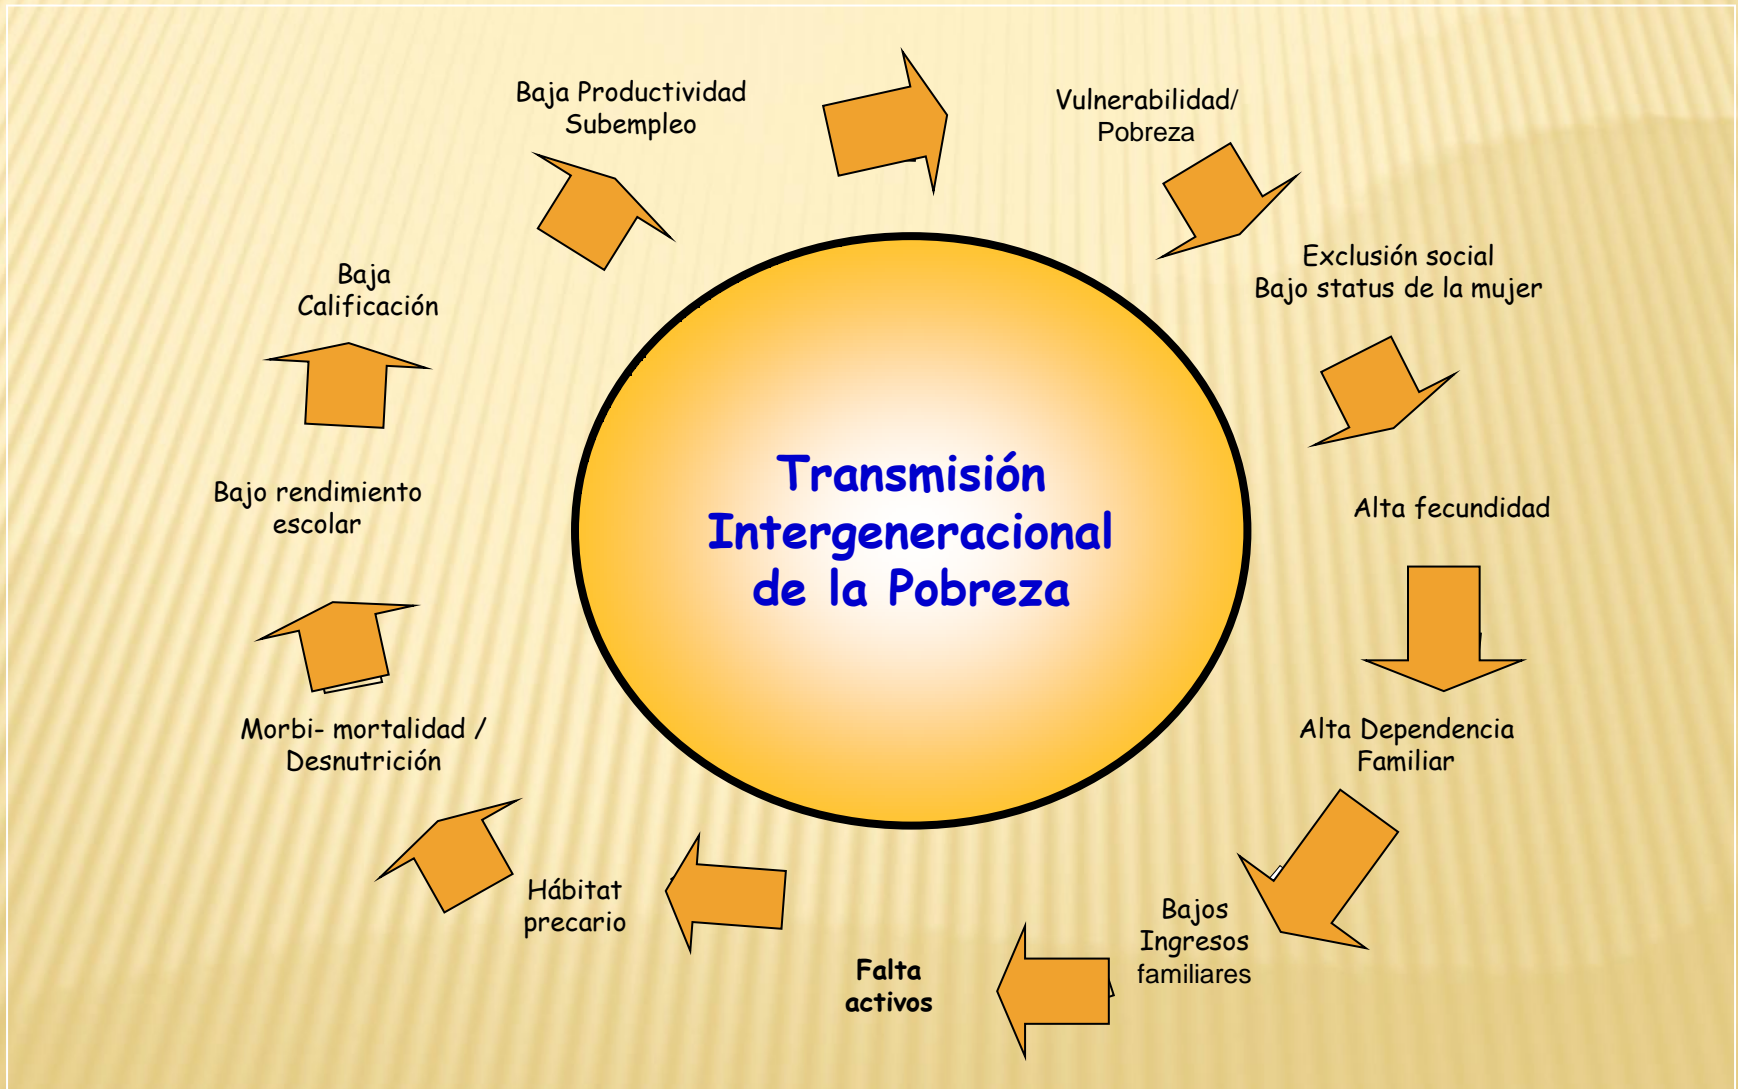 Baja Productividad
Subempleo
Vulnerabilidad/
Pobreza
Exclusión social
Bajo status de la mujer
Alta fecundidad
Alta Dependencia
Familiar
Bajos
Ingresos
familiares
Falta
activos
Hábitat
precario
Morbi- mortalidad /
Desnutrición
Bajo rendimiento
escolar
Baja
Calificación
Transmisión
Intergeneracional
de la Pobreza